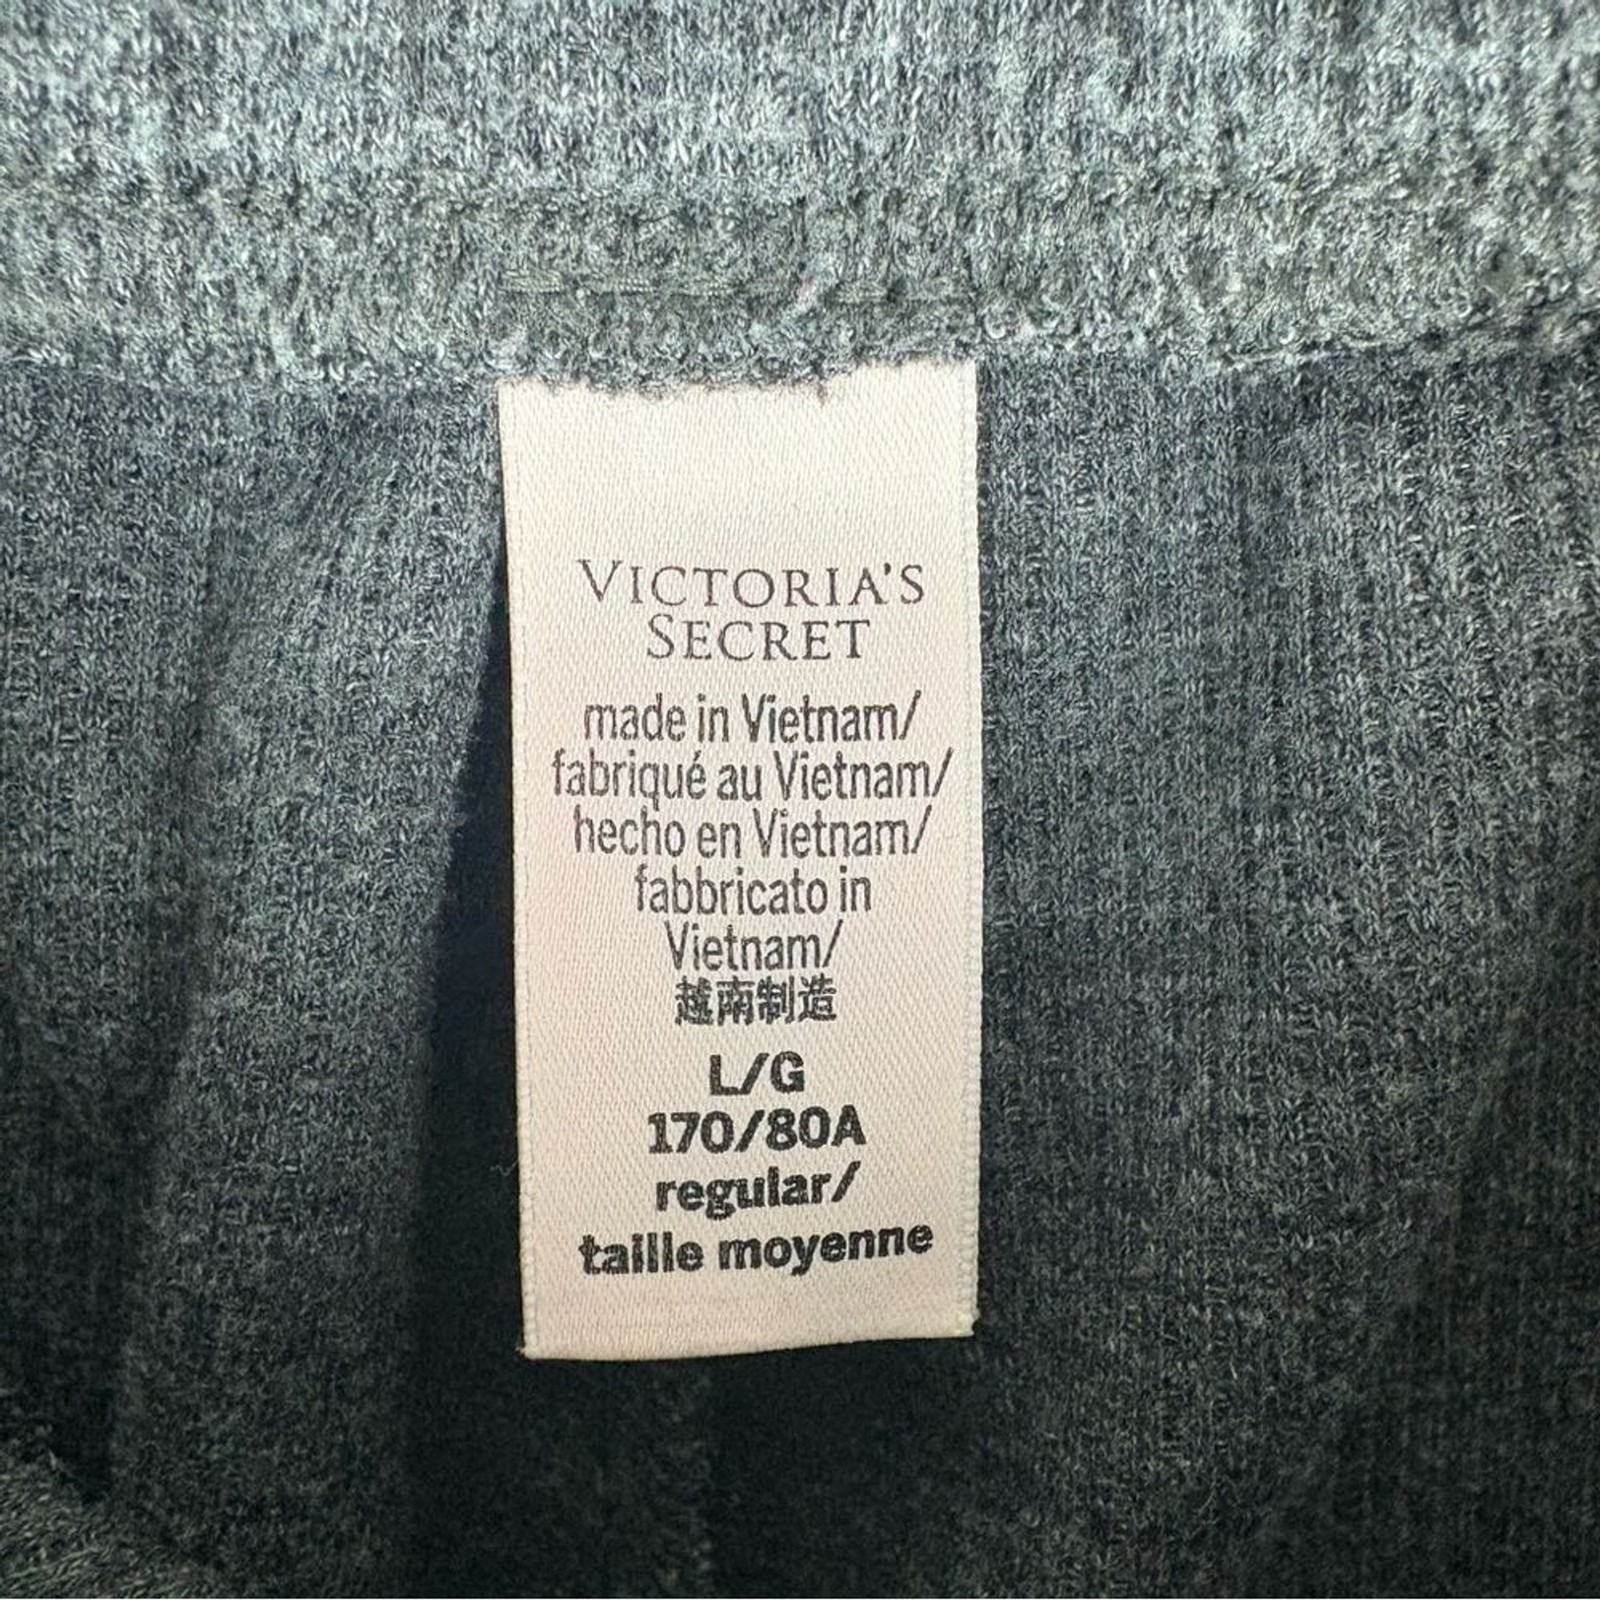 VICTORIA'S
SECRET
made in Vietnam/
fabriqué au Vietnam/
hecho en Vietnam/
fabbricato in
Vietnam/
越南制造
L/G
170/80A
regular/
taille moyenne